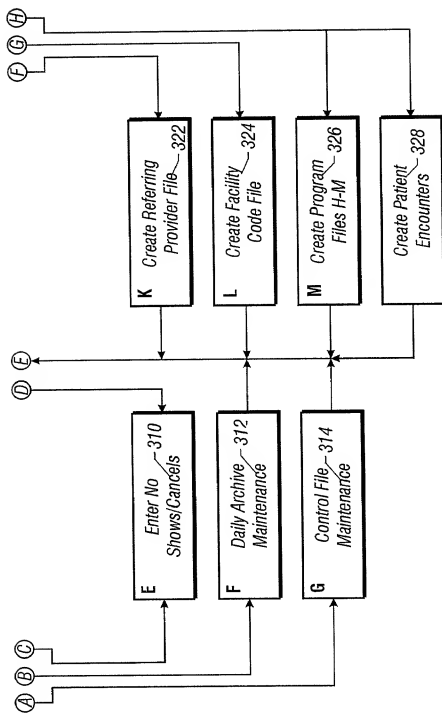 A B C D E F G H
E Enter No
Shows/Cancels 310
K Create Referring
Provider File 322
F Daily Archive 312
Maintenance
L Create Facility 324
Code File
G Control File 314
Maintenance
M Create Program 326
Files H-M
Create Patient 328
Encounters